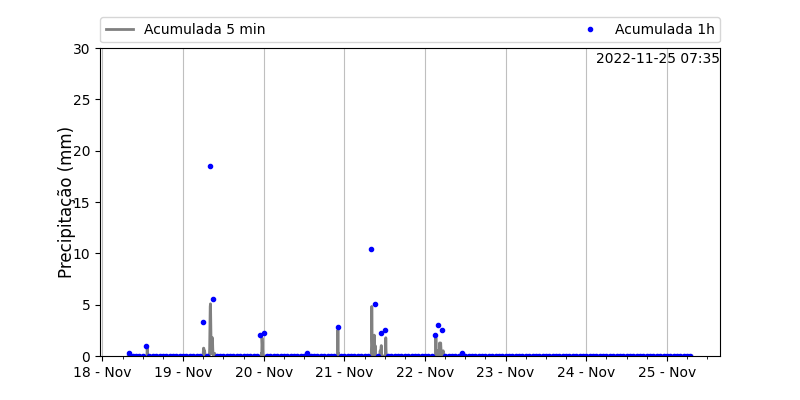 Acumulada 5 min
Acumulada 1h
2022-11-25 07:35
Precipitação (mm)
30
25
20
15
10
5
0
18 - Nov
19 - Nov
20 - Nov
21 - Nov
22 - Nov
23 - Nov
24 - Nov
25 - Nov